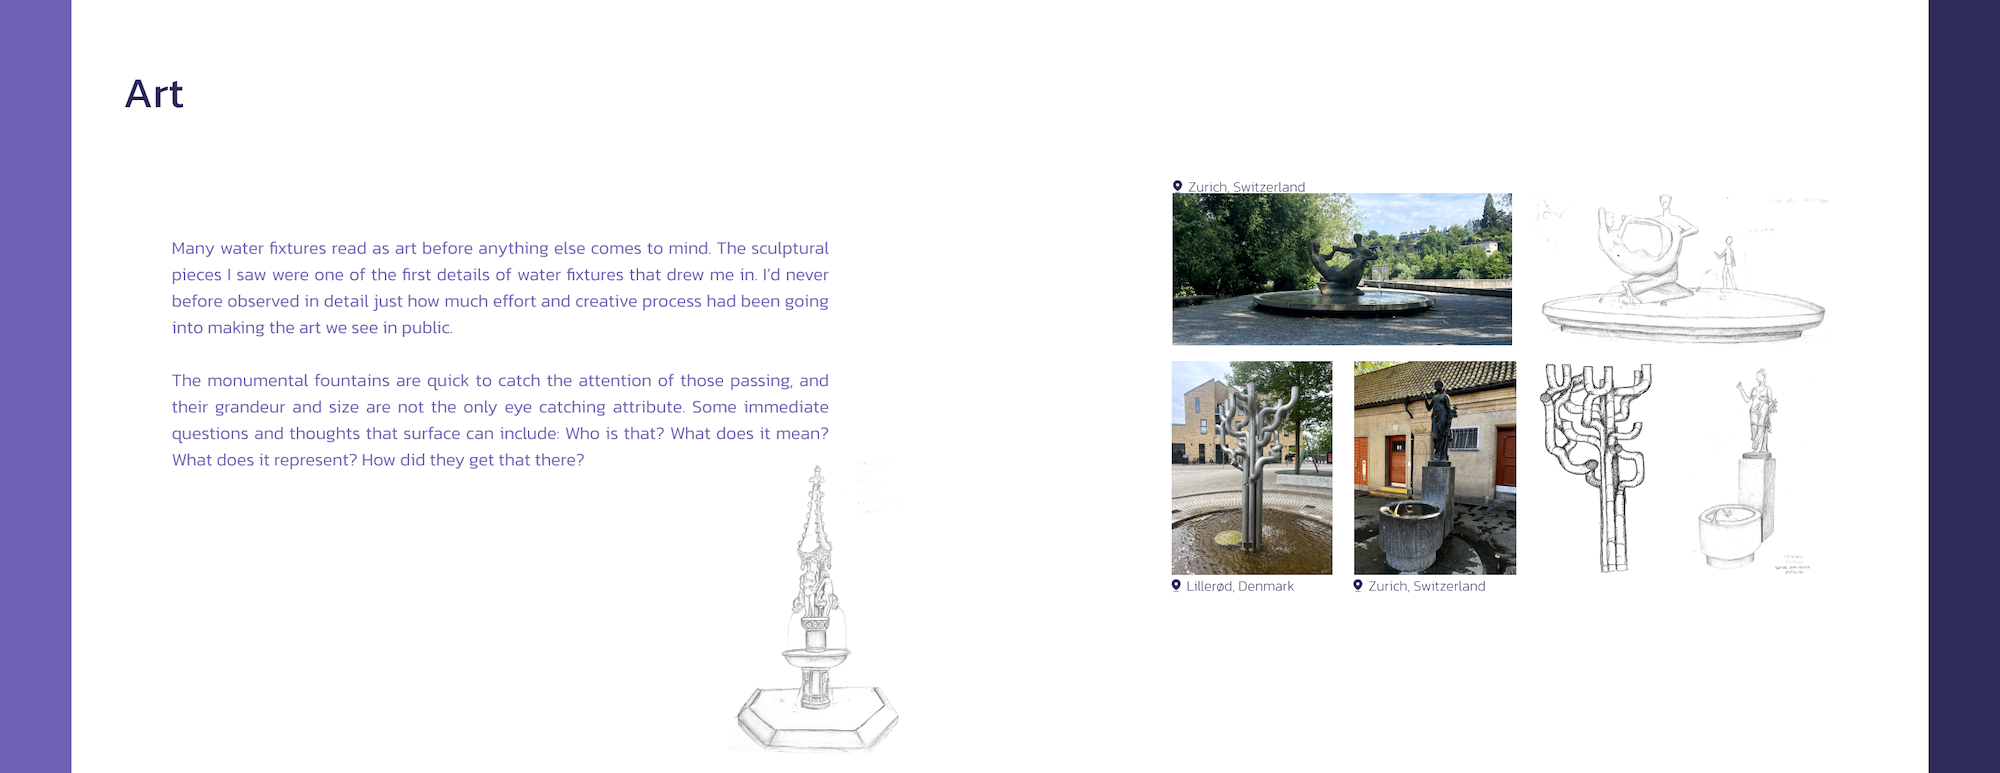 Art
Many water fixtures read as art before anything else comes to mind. The sculptural
pieces I saw were one of the first details of water fixtures that drew me in. I'd never
before observed in detail just how much effort and creative process had been going
into making the art we see in public.
The monumental fountains are quick to catch the attention of those passing, and
their grandeur and size are not the only eye catching attribute. Some immediate
questions and thoughts that surface can include: Who is that? What does it mean?
What does it represent? How did they get that there?
Zurich, Switzerland
Lillerød, Denmark
Zurich, Switzerland